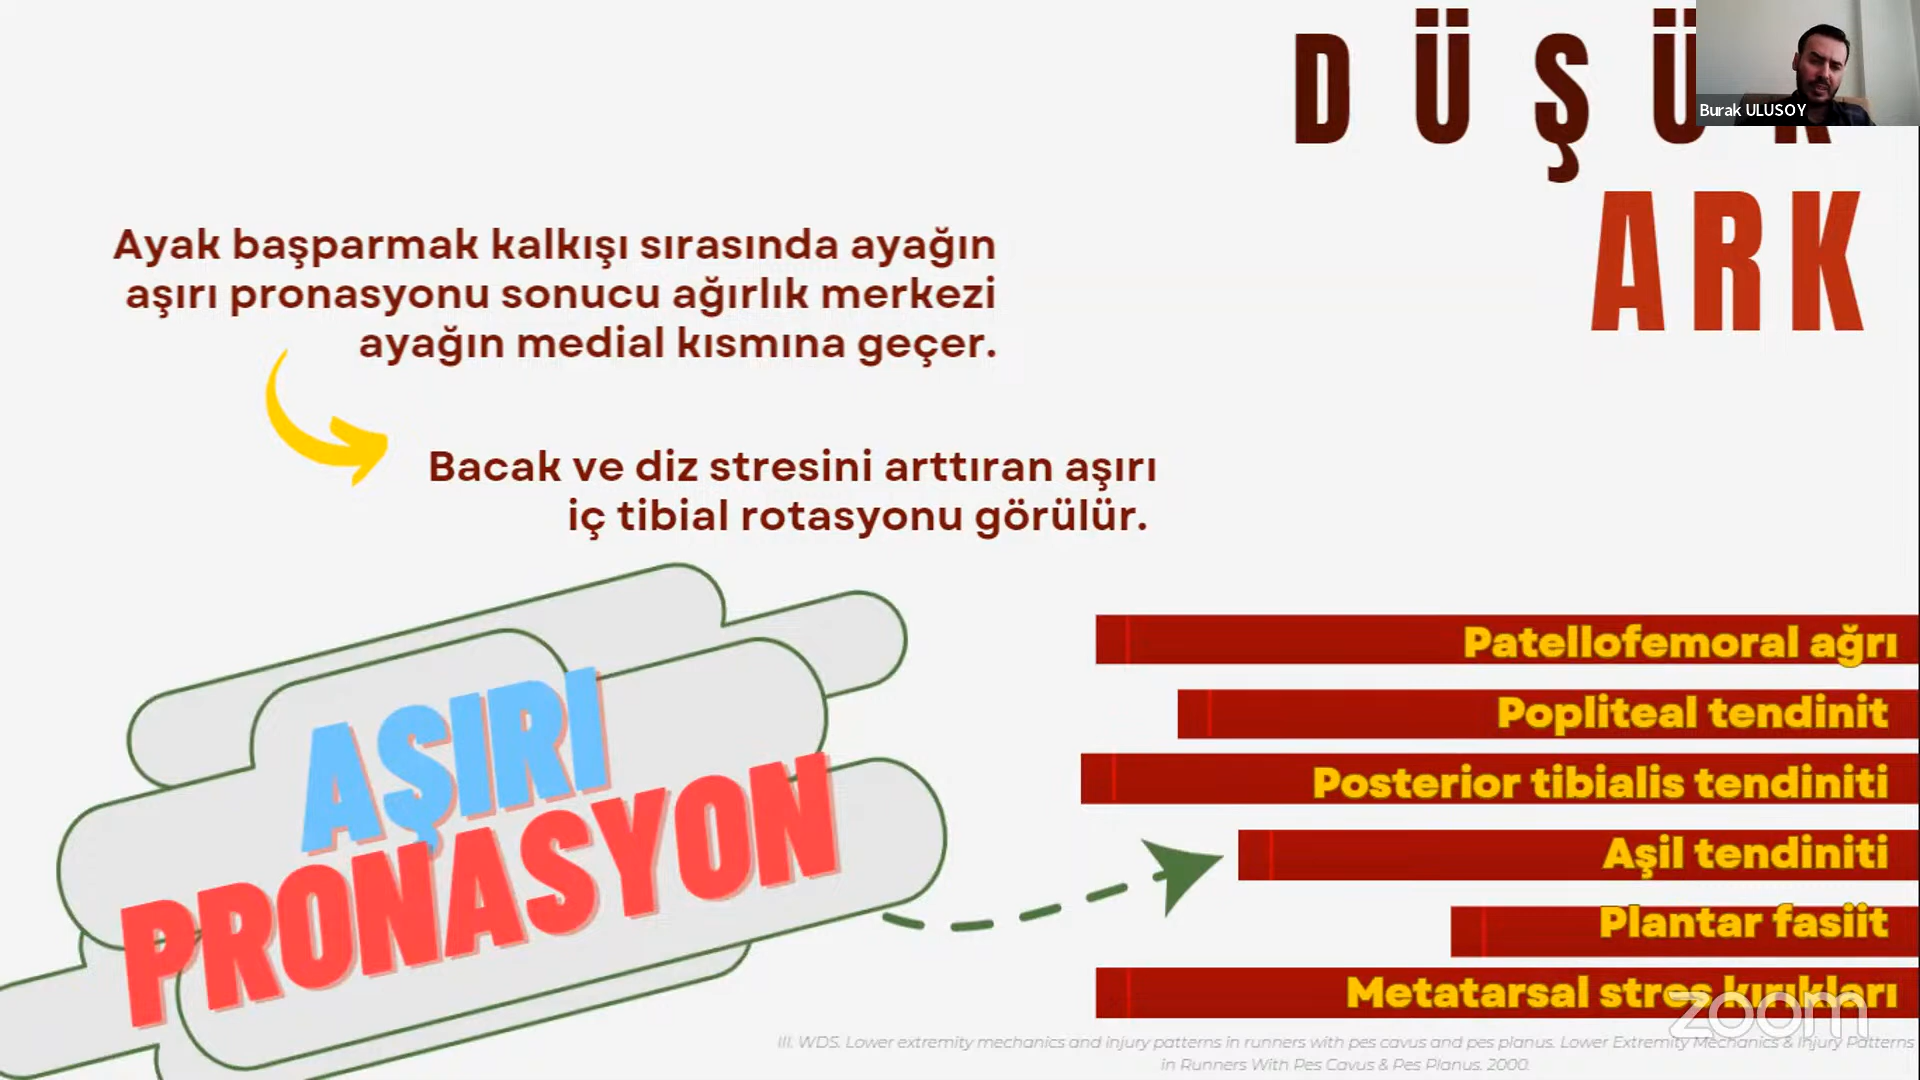 DÜŞÜK
Burak ULUSOY
ARK
Ayak başparmak kalkışı sırasında ayağın
aşırı pronasyonu sonucu ağırlık merkezi
ayağın medial kısmına geçer.
Bacak ve diz stresini arttıran aşırı
iç tibial rotasyonu görülür.
AŞIRI
PRONASYON
Patellofemoral ağrı
Popliteal tendinit
Posterior tibialis tendiniti
Aşil tendiniti
Plantar fasiit
Metatarsal stres kırıkları
zoom
III. WDS. Lower extremity mechanics and injury patterns in runners with pes cavus and pes planus. Lower Extremity Mechanics & Injury Patterns
in Runners With Pes Cavus & Pes Planus. 2000.